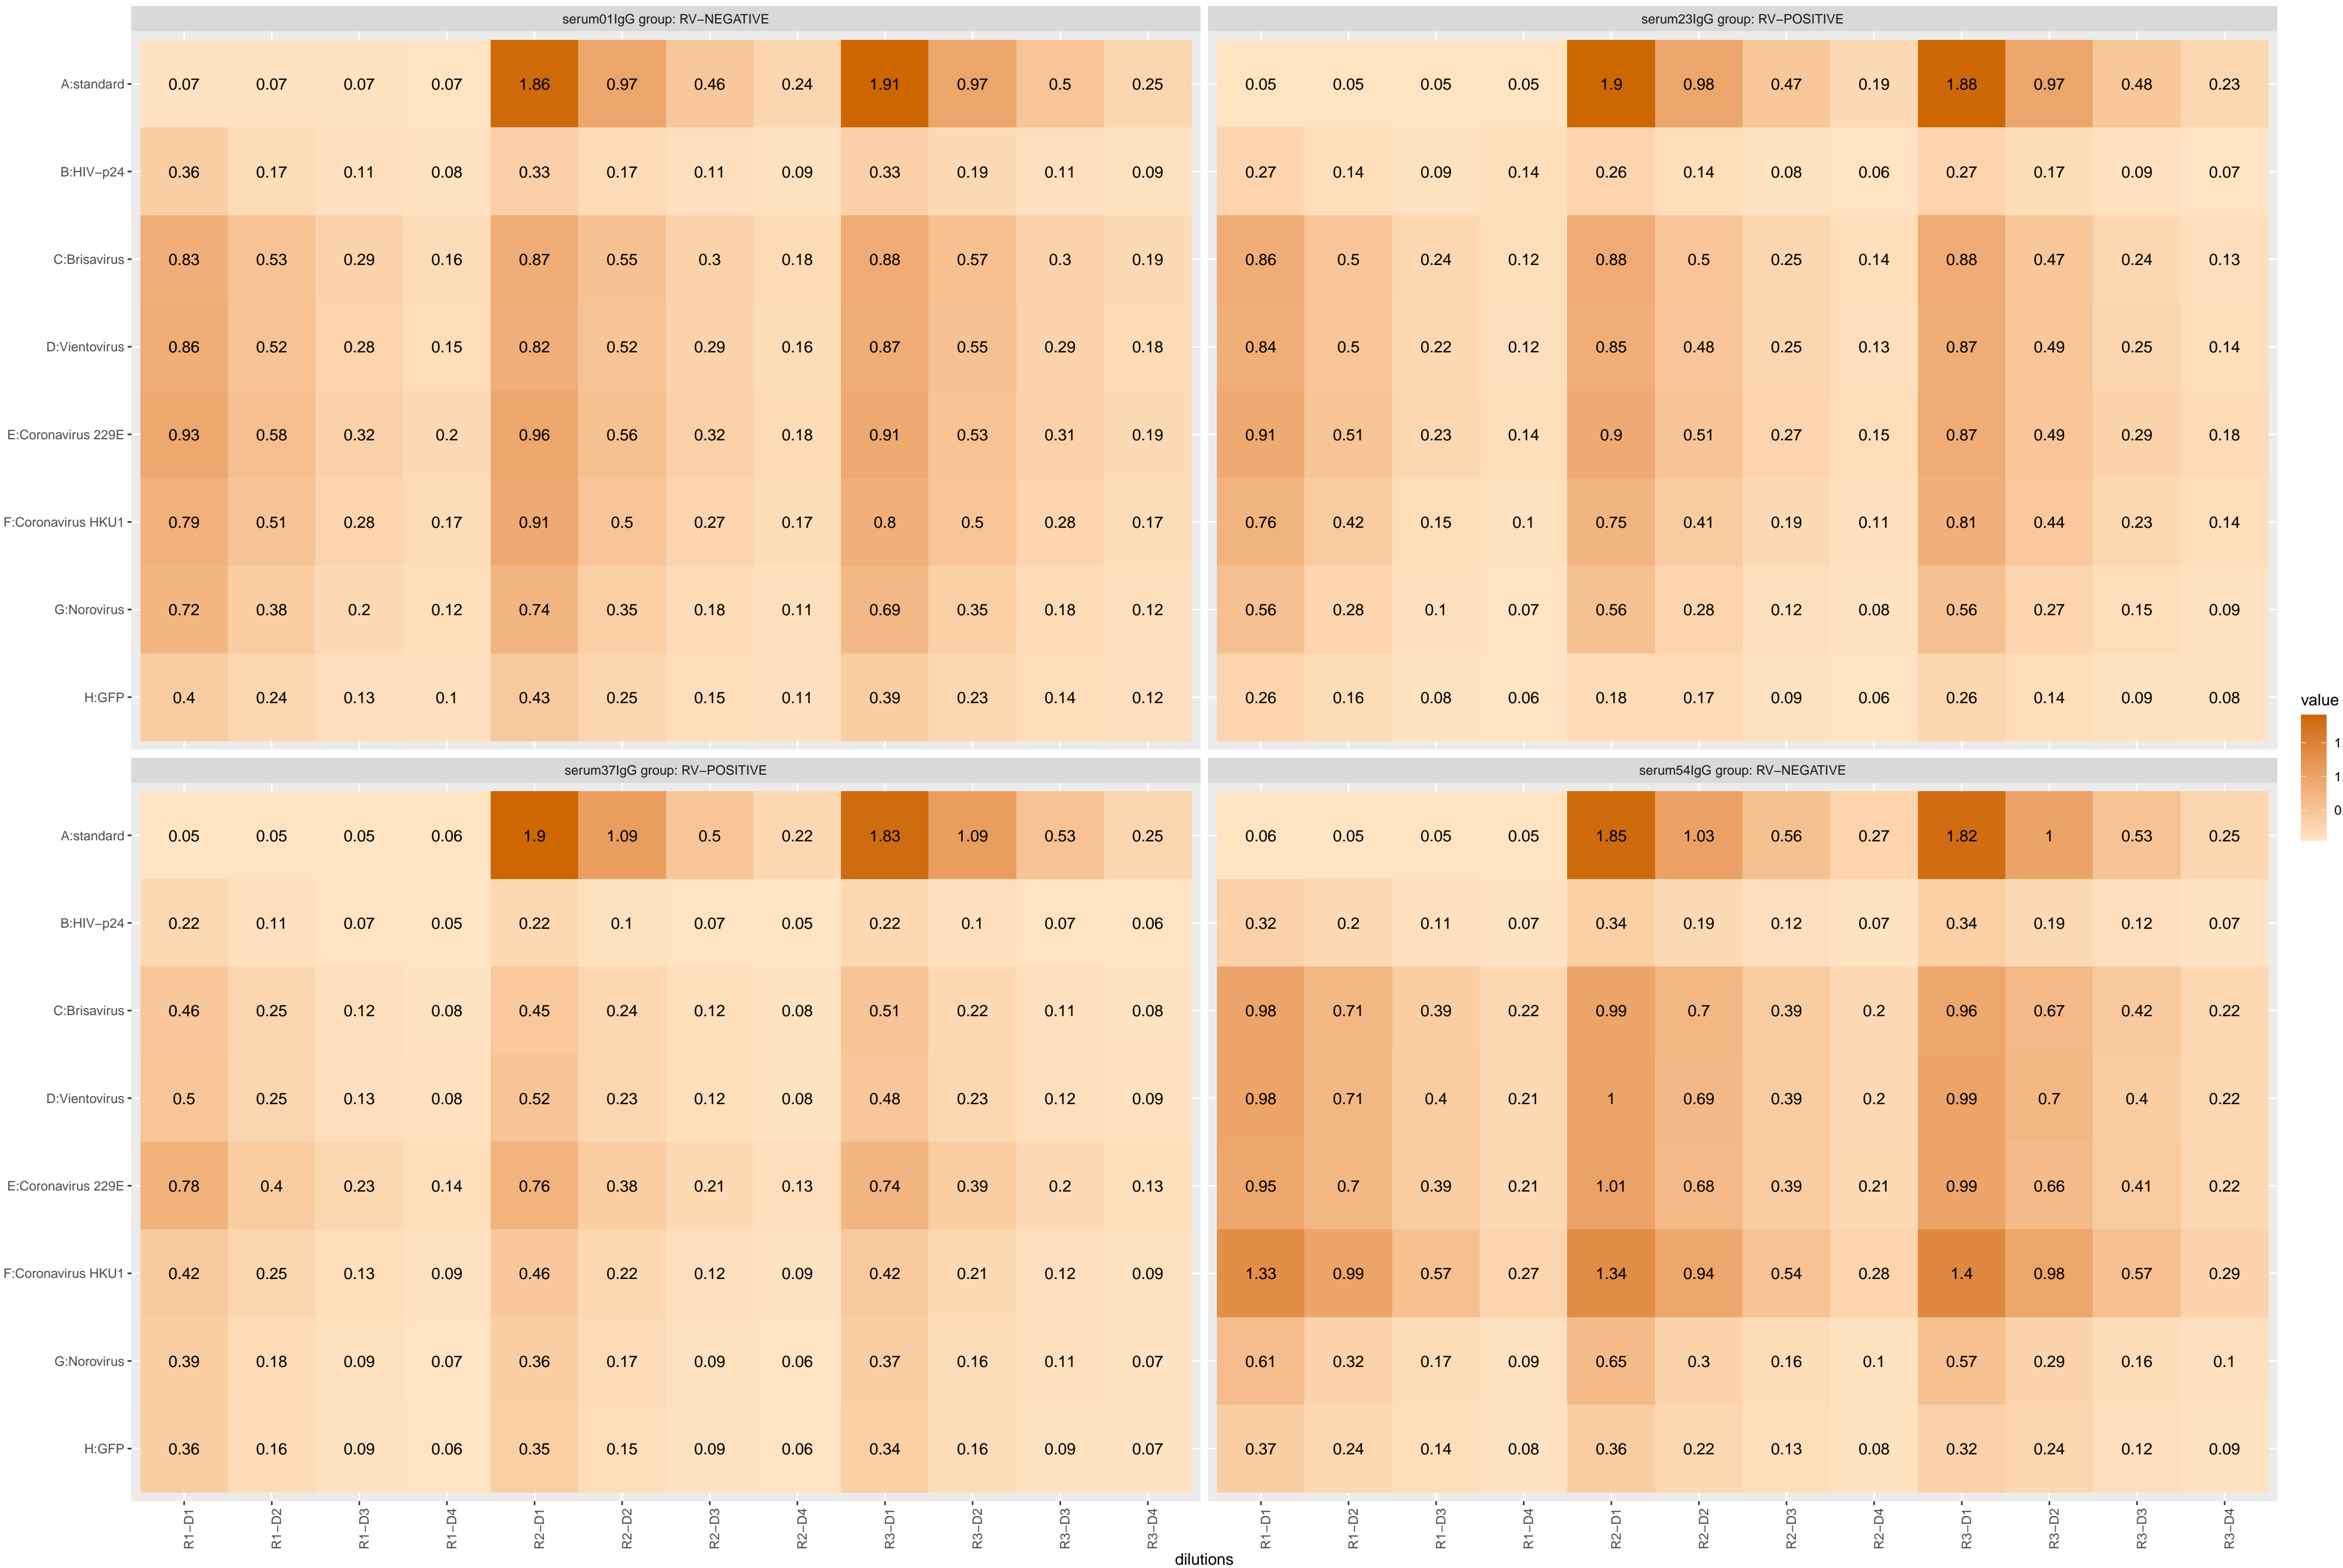 serum01IgG group: RV−NEGATIVE
serum23IgG group: RV−POSITIVE
A:standard 0.07 0.07 0.07 0.07 1.86 0.97 0.46 0.24 1.91 0.97 0.5 0.25 0.05 0.05 0.05 0.05 1.9 0.98 0.47 0.19 1.88 0.97 0.48 0.23
B:HIV−p24 0.36 0.17 0.11 0.08 0.33 0.17 0.11 0.09 0.33 0.19 0.11 0.09 0.27 0.14 0.09 0.14 0.26 0.14 0.08 0.06 0.27 0.17 0.09 0.07
C:Brisavirus 0.83 0.53 0.29 0.16 0.87 0.55 0.3 0.18 0.88 0.57 0.3 0.19 0.86 0.5 0.24 0.12 0.88 0.5 0.25 0.14 0.88 0.47 0.24 0.13
D:Vientovirus 0.86 0.52 0.28 0.15 0.82 0.52 0.29 0.16 0.87 0.55 0.29 0.18 0.84 0.5 0.22 0.12 0.85 0.48 0.25 0.13 0.87 0.49 0.25 0.14
E:Coronavirus 229E 0.93 0.58 0.32 0.2 0.96 0.56 0.32 0.18 0.91 0.53 0.31 0.19 0.91 0.51 0.23 0.14 0.9 0.51 0.27 0.15 0.87 0.49 0.29 0.18
F:Coronavirus HKU1 0.79 0.51 0.28 0.17 0.91 0.5 0.27 0.17 0.8 0.5 0.28 0.17 0.76 0.42 0.15 0.1 0.75 0.41 0.19 0.11 0.81 0.44 0.23 0.14
G:Norovirus 0.72 0.38 0.2 0.12 0.74 0.35 0.18 0.11 0.69 0.35 0.18 0.12 0.56 0.28 0.1 0.07 0.56 0.28 0.12 0.08 0.56 0.27 0.15 0.09
H:GFP 0.4 0.24 0.13 0.1 0.43 0.25 0.15 0.11 0.39 0.23 0.14 0.12 0.26 0.16 0.08 0.06 0.18 0.17 0.09 0.06 0.26 0.14 0.09 0.08
value
1.
1.
0.
serum37IgG group: RV−POSITIVE
serum54IgG group: RV−NEGATIVE
A:standard 0.05 0.05 0.05 0.06 1.9 1.09 0.5 0.22 1.83 1.09 0.53 0.25 0.06 0.05 0.05 0.05 1.85 1.03 0.56 0.27 1.82 1 0.53 0.25
B:HIV−p24 0.22 0.11 0.07 0.05 0.22 0.1 0.07 0.05 0.22 0.1 0.07 0.06 0.32 0.2 0.11 0.07 0.34 0.19 0.12 0.07 0.34 0.19 0.12 0.07
C:Brisavirus 0.46 0.25 0.12 0.08 0.45 0.24 0.12 0.08 0.51 0.22 0.11 0.08 0.98 0.71 0.39 0.22 0.99 0.7 0.39 0.2 0.96 0.67 0.42 0.22
D:Vientovirus 0.5 0.25 0.13 0.08 0.52 0.23 0.12 0.08 0.48 0.23 0.12 0.09 0.98 0.71 0.4 0.21 1 0.69 0.39 0.2 0.99 0.7 0.4 0.22
E:Coronavirus 229E 0.78 0.4 0.23 0.14 0.76 0.38 0.21 0.13 0.74 0.39 0.2 0.13 0.95 0.7 0.39 0.21 1.01 0.68 0.39 0.21 0.99 0.66 0.41 0.22
F:Coronavirus HKU1 0.42 0.25 0.13 0.09 0.46 0.22 0.12 0.09 0.42 0.21 0.12 0.09 1.33 0.99 0.57 0.27 1.34 0.94 0.54 0.28 1.4 0.98 0.57 0.29
G:Norovirus 0.39 0.18 0.09 0.07 0.36 0.17 0.09 0.06 0.37 0.16 0.11 0.07 0.61 0.32 0.17 0.09 0.65 0.3 0.16 0.1 0.57 0.29 0.16 0.1
H:GFP 0.36 0.16 0.09 0.06 0.35 0.15 0.09 0.06 0.34 0.16 0.09 0.07 0.37 0.24 0.14 0.08 0.36 0.22 0.13 0.08 0.32 0.24 0.12 0.09
R1−D1 R1−D2 R1−D3 R1−D4 R2−D1 R2−D2 R2−D3 R2−D4 R3−D1 R3−D2 R3−D3 R3−D4 R1−D1 R1−D2 R1−D3 R1−D4 R2−D1 R2−D2 R2−D3 R2−D4 R3−D1 R3−D2 R3−D3 R3−D4
dilutions